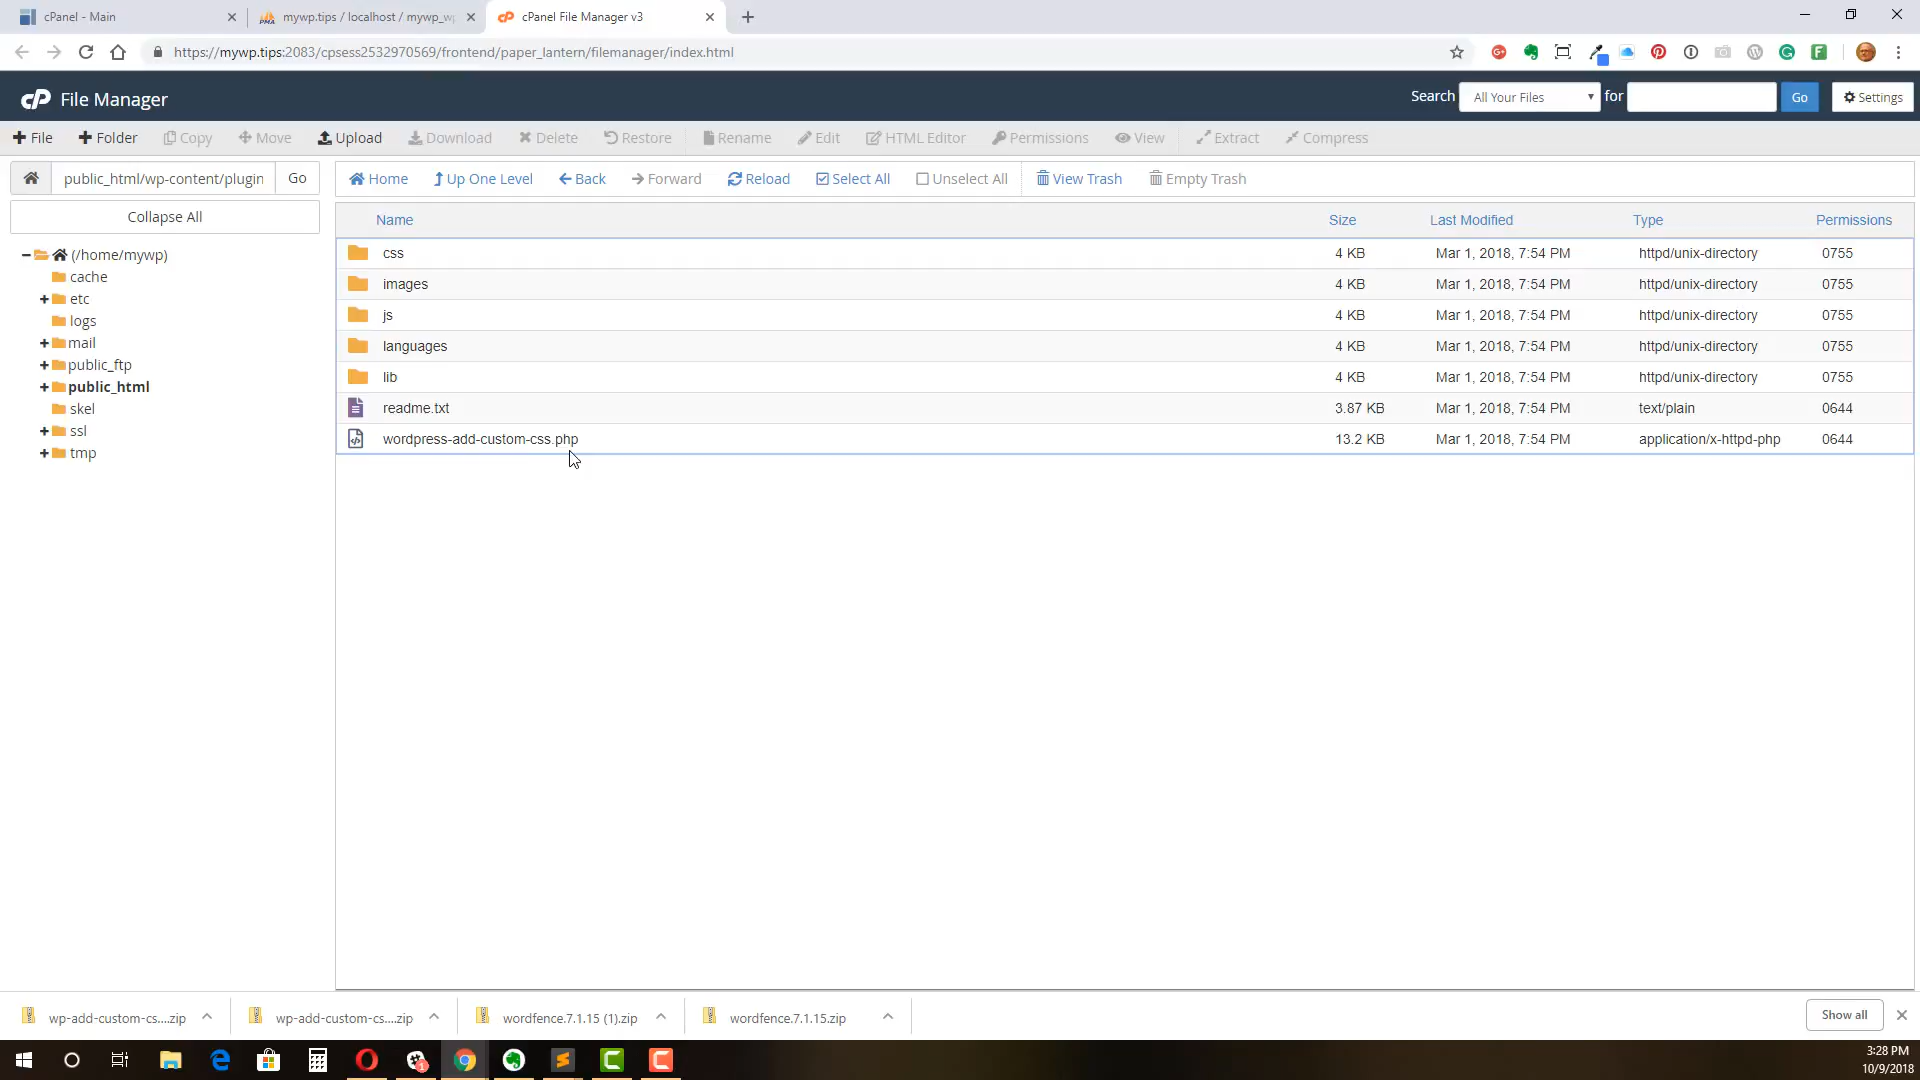 cPanel - Main
mywp.tips / localhost / mywp_wp
cPanel File Manager v3
https://mywp.tips:2083/cpsess2532970569/frontend/paper_lantern/filemanager/index.html
cP File Manager
Search All Your Files for Go Settings
File Folder Copy Move Upload Download Delete Restore Rename Edit HTML Editor Permissions View Extract Compress
public_html/wp-content/plugin Go
Home Up One Level Back Forward Reload Select All Unselect All View Trash Empty Trash
Collapse All
(/home/mywp)
cache
etc
logs
mail
public_ftp
public_html
skel
ssl
tmp
Name Size Last Modified Type Permissions
css 4 KB Mar 1, 2018, 7:54 PM httpd/unix-directory 0755
images 4 KB Mar 1, 2018, 7:54 PM httpd/unix-directory 0755
js 4 KB Mar 1, 2018, 7:54 PM httpd/unix-directory 0755
languages 4 KB Mar 1, 2018, 7:54 PM httpd/unix-directory 0755
lib 4 KB Mar 1, 2018, 7:54 PM httpd/unix-directory 0755
readme.txt 3.87 KB Mar 1, 2018, 7:54 PM text/plain 0644
wordpress-add-custom-css.php 13.2 KB Mar 1, 2018, 7:54 PM application/x-httpd-php 0644
wp-add-custom-cs....zip
wp-add-custom-cs....zip
wordfence.7.1.15 (1).zip
wordfence.7.1.15.zip
Show all
3:28 PM
10/9/2018